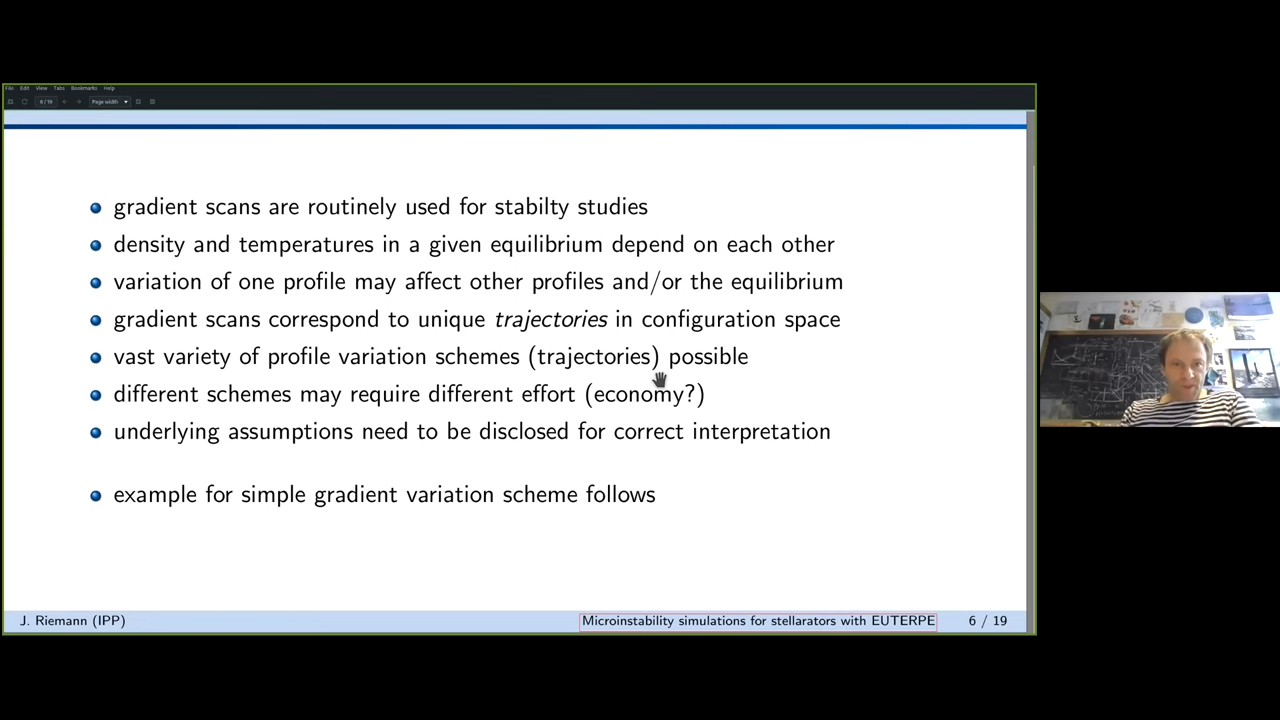 File Edit View Tabs Bookmarks Help
6 / 19 Page width
gradient scans are routinely used for stabilty studies
density and temperatures in a given equilibrium depend on each other
variation of one profile may affect other profiles and/or the equilibrium
gradient scans correspond to unique trajectories in configuration space
vast variety of profile variation schemes (trajectories) possible
different schemes may require different effort (economy?)
underlying assumptions need to be disclosed for correct interpretation
example for simple gradient variation scheme follows
J. Riemann (IPP) Microinstability simulations for stellarators with EUTERPE 6 / 19